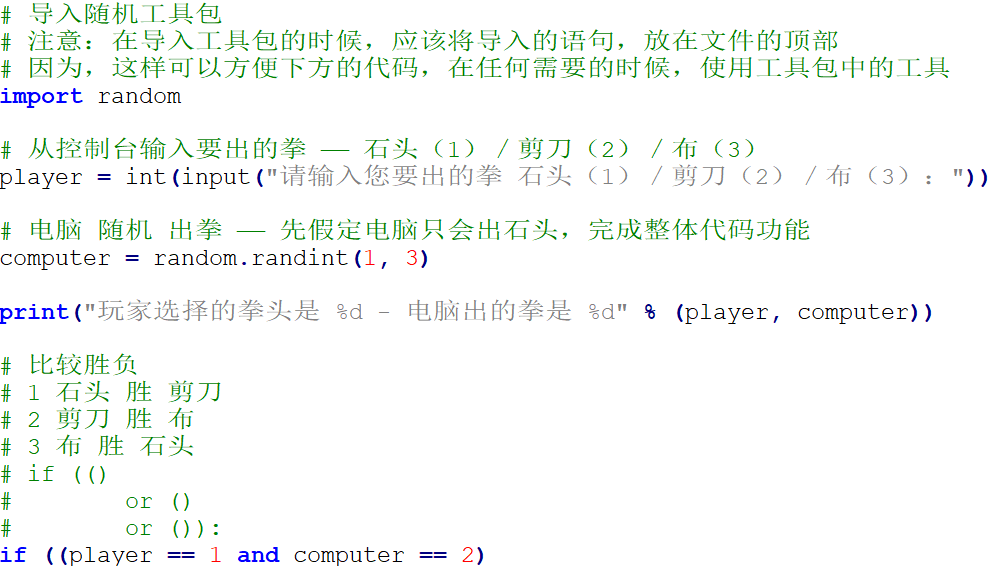 # 导入随机工具包
# 注意：在导入工具包的时候，应该将导入的语句，放在文件的顶部
# 因为，这样可以方便下方的代码，在任何需要的时候，使用工具包中的工具
import random
# 从控制台输入要出的拳 —— 石头（1）／剪刀（2）／布（3）
player = int(input("请输入您要出的拳 石头（1）／剪刀（2）／布（3）："))
# 电脑 随机 出拳 —— 先假定电脑只会出石头，完成整体代码功能
computer = random.randint(1, 3)
print("玩家选择的拳头是 %d - 电脑出的拳是 %d" % (player, computer))
# 比较胜负
# 1 石头 胜 剪刀
# 2 剪刀 胜 布
# 3 布 胜 石头
# if (()
#        or ()
#        or ()):
if ((player == 1 and computer == 2)